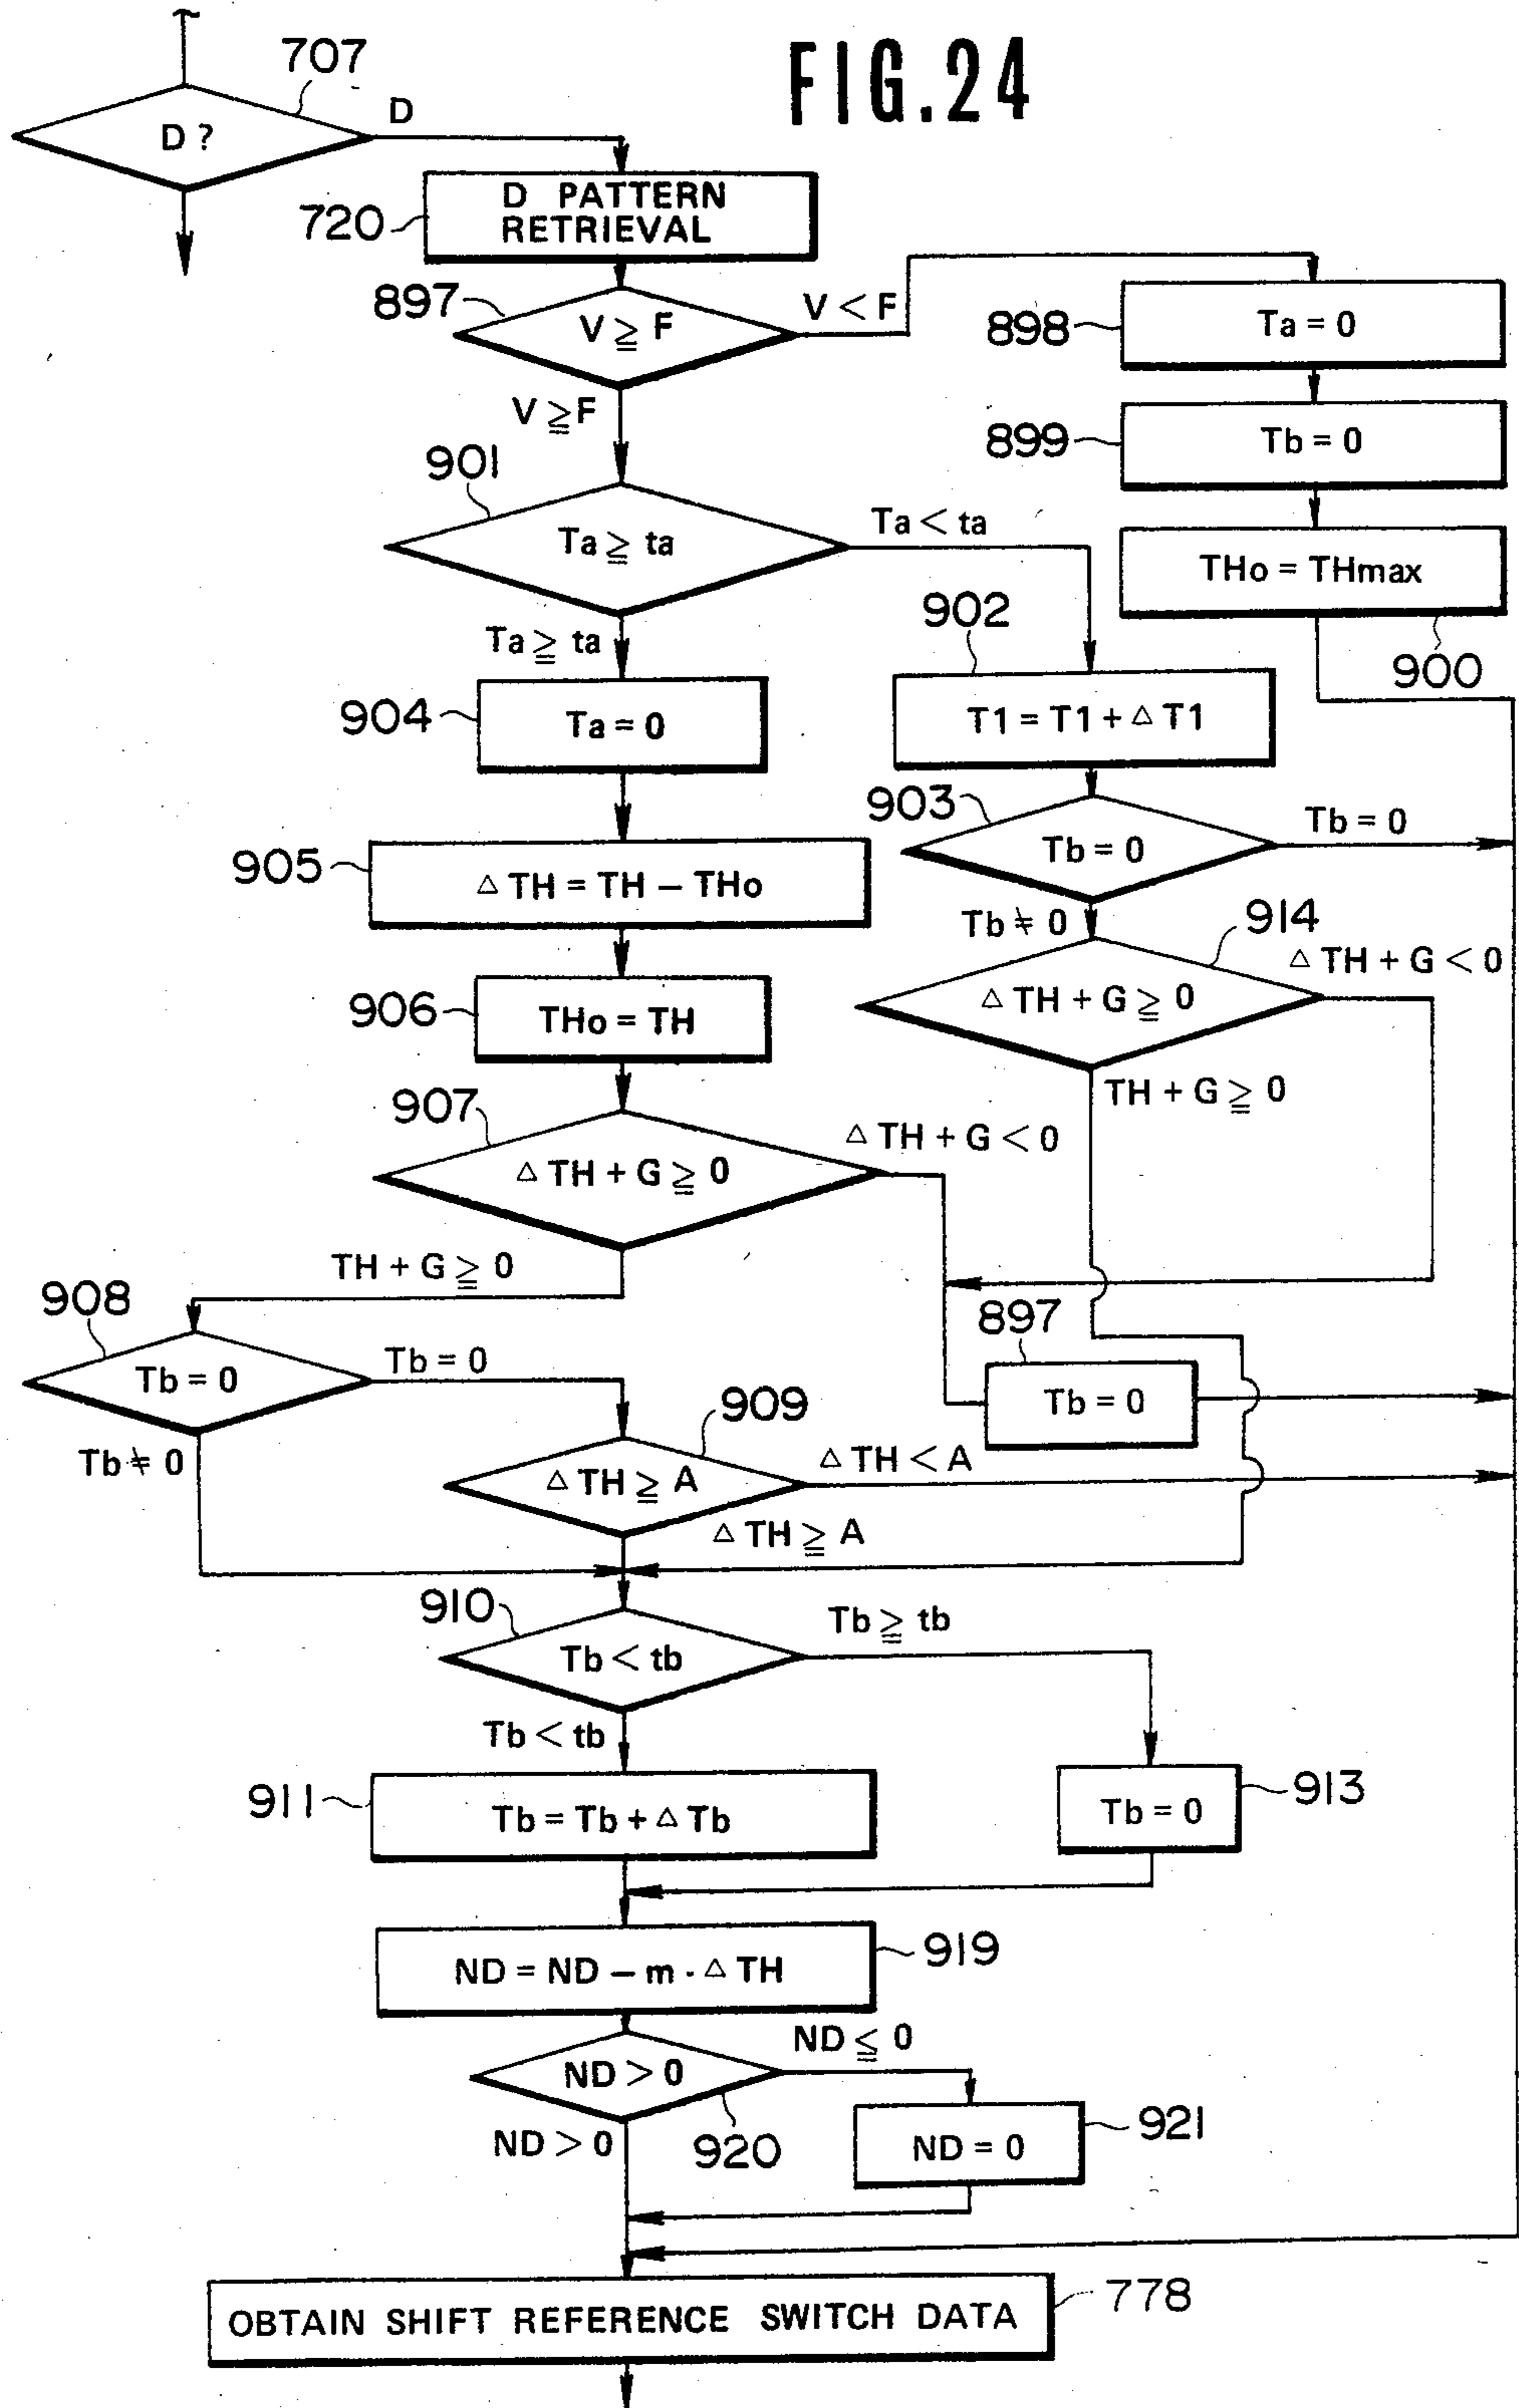 FIG.24
707
D ?
D
720
D PATTERN
RETRIEVAL
897
V ≧ F
V < F
V ≧ F
898
Ta = 0
899
Tb = 0
THo = THmax
900
901
Ta ≧ ta
Ta < ta
Ta ≧ ta
902
T1 = T1 + △ T1
904
Ta = 0
903
Tb = 0
Tb = 0
Tb ≠ 0
905
△ TH = TH − THo
914
△ TH + G ≧ 0
△ TH + G < 0
TH + G ≧ 0
906
THo = TH
907
△ TH + G ≧ 0
△ TH + G < 0
TH + G ≧ 0
908
Tb = 0
Tb = 0
Tb ≠ 0
897
Tb = 0
909
△ TH ≧ A
△ TH < A
△ TH ≧ A
910
Tb < tb
Tb ≧ tb
Tb < tb
911
Tb = Tb + △ Tb
Tb = 0
913
ND = ND − m · △ TH
919
ND > 0
ND ≦ 0
ND > 0
920
ND = 0
921
OBTAIN SHIFT REFERENCE SWITCH DATA
778